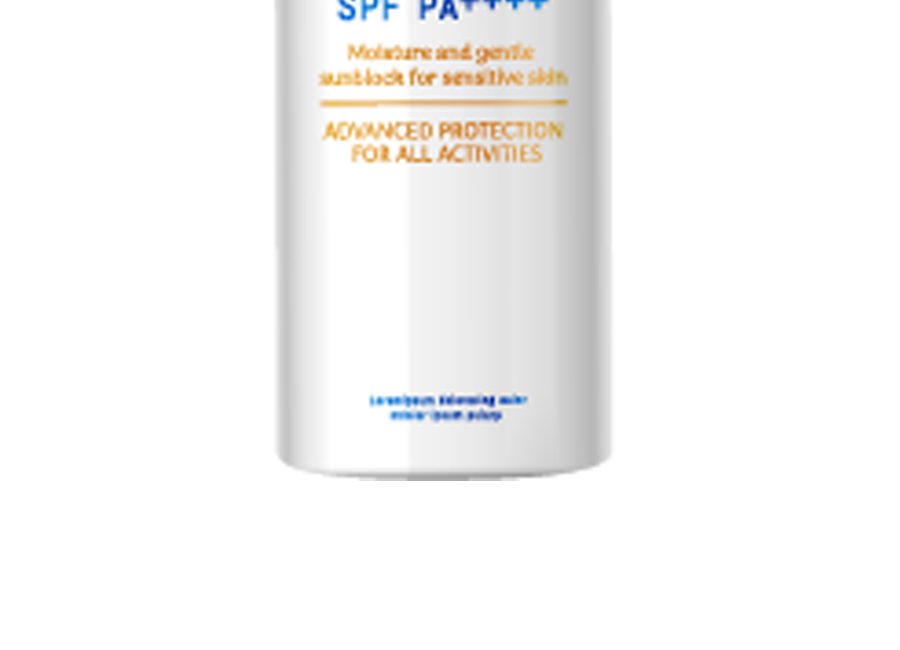 SPF PA++++
Moisture and gentle
sunblock for sensitive skin
ADVANCED PROTECTION
FOR ALL ACTIVITIES